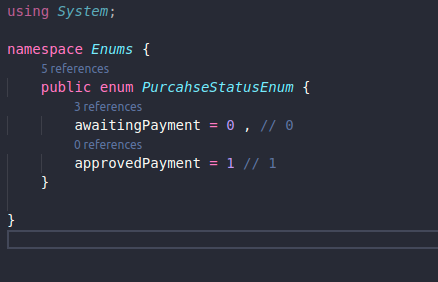 using System;
namespace Enums {
5 references
public enum PurcahseStatusEnum {
3 references
awaitingPayment = 0 , // 0
0 references
approvedPayment = 1 // 1
}
}